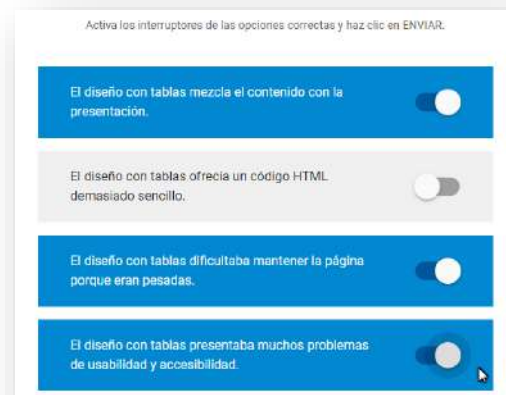 Activa los interruptores de las opciones correctas y haz clic en ENVIAR.
El diseño con tablas mezcla el contenido con la
presentación.
El diseño con tablas ofrecía un código HTML
demasiado sencillo.
El diseño con tablas dificultaba mantener la página
porque eran pesadas.
El diseño con tablas presentaba muchos problemas
de usabilidad y accesibilidad.